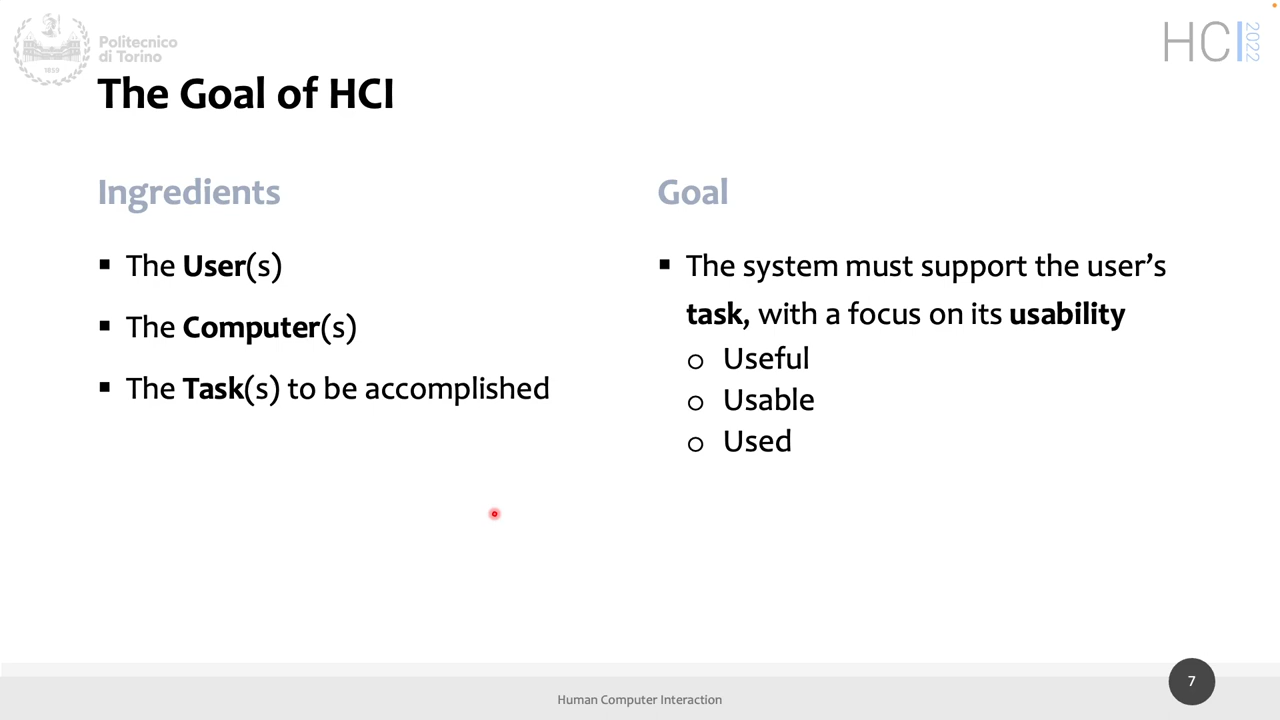 Politecnico
di Torino
1859
HCI 2022
The Goal of HCI
Ingredients
▪ The User(s)
▪ The Computer(s)
▪ The Task(s) to be accomplished
Goal
▪ The system must support the user’s
task, with a focus on its usability
o Useful
o Usable
o Used
Human Computer Interaction
7